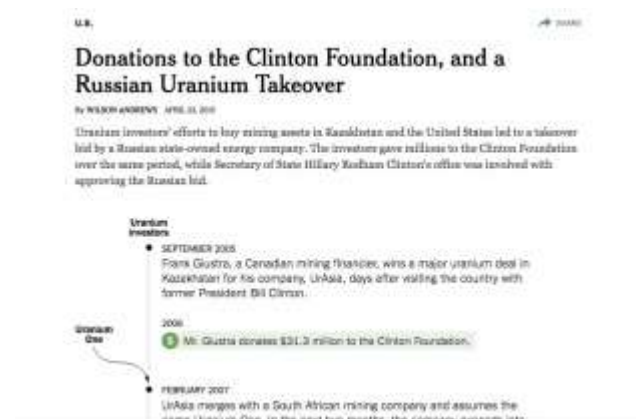 U.S.
SHARE
Donations to the Clinton Foundation, and a
Russian Uranium Takeover
By WILSON ANDREWS APRIL 22, 2015
Uranium investors' efforts to buy mining assets in Kazakhstan and the United States led to a takeover
bid by a Russian state-owned energy company. The investors gave millions to the Clinton Foundation
over the same period, while Secretary of State Hillary Rodham Clinton's office was involved with
approving the Russian bid.
Uranium
investors
SEPTEMBER 2005
Frank Giustra, a Canadian mining financier, wins a major uranium deal in
Kazakhstan for his company, UrAsia, days after visiting the country with
former President Bill Clinton.
2006
$ Mr. Giustra donates $31.3 million to the Clinton Foundation.
Uranium
One
FEBRUARY 2007
UrAsia merges with a South African mining company and assumes the